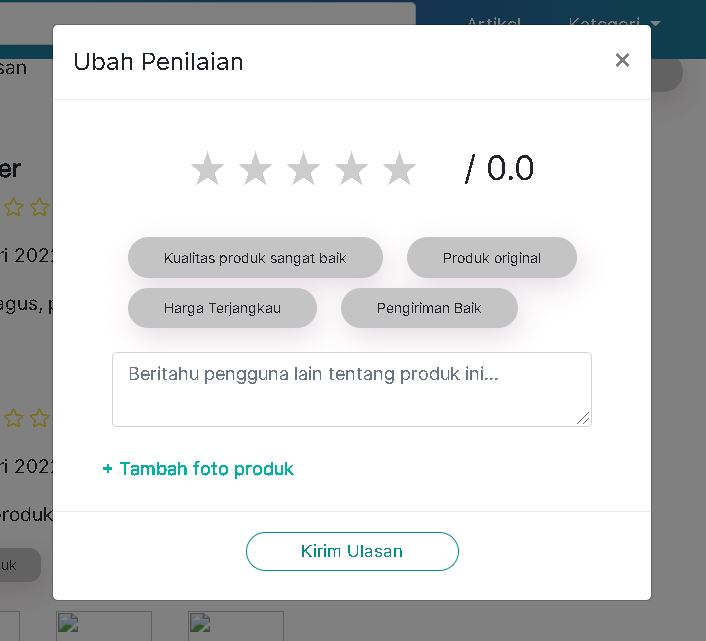 Artikel Kategori
san
Ubah Penilaian ×
er
/ 0.0
ri 2022
Kualitas produk sangat baik Produk original
agus,
Harga Terjangkau Pengiriman Baik
Beritahu pengguna lain tentang produk ini...
ri 2022
+ Tambah foto produk
roduk
Kirim Ulasan
uk